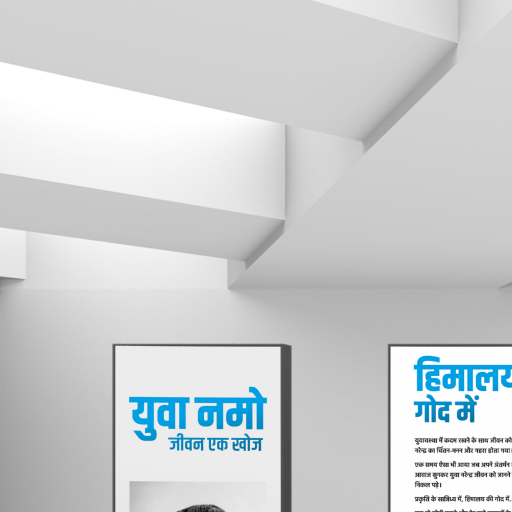 युवा नमो
जीवन एक खोज
हिमालय
गोद में
युवावस्था में कदम रखने के साथ जीवन को
नरेन्द्र का चिंतन-मनन और गहरा होता गया।
एक समय ऐसा भी आया जब अपने अंतर्मन
आवाज सुनकर युवा नरेन्द्र जीवन को जानने
निकल पड़े।
प्रकृति के सान्निध्य में, हिमालय की गोद में,